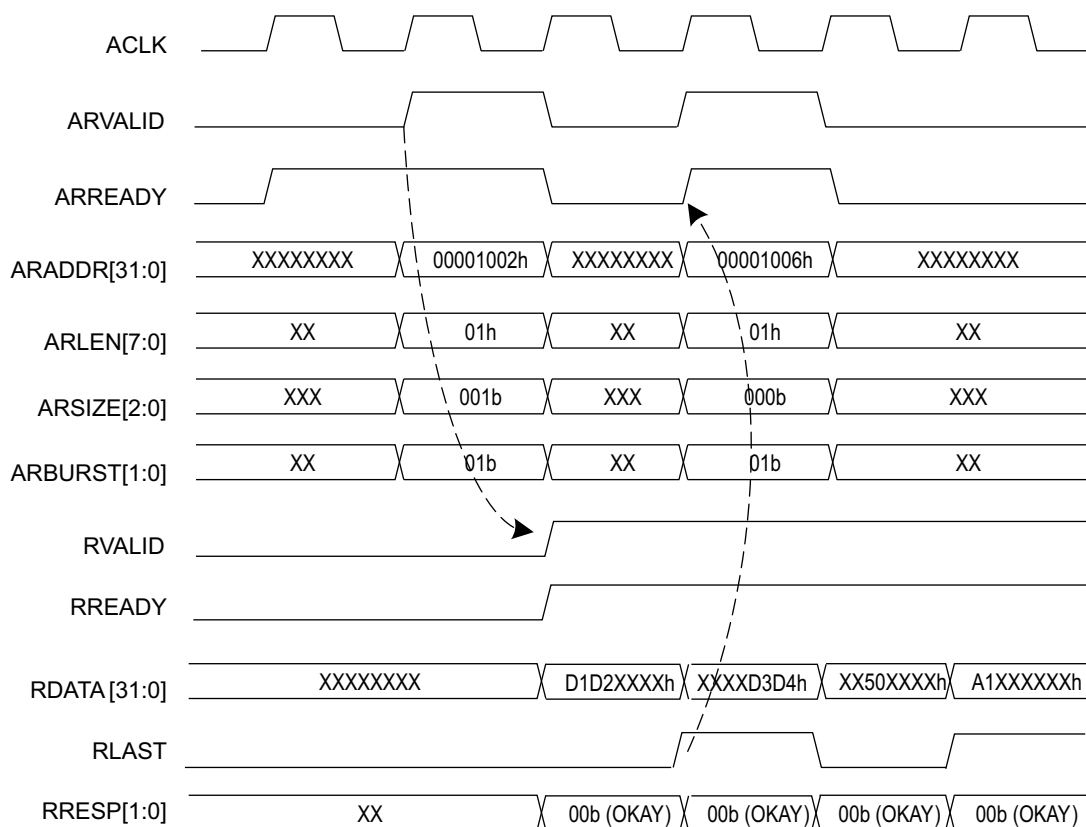 ACLK
ARVALID
ARREADY
ARADDR[31:0] XXXXXXXX 00001002h XXXXXXXX 00001006h XXXXXXXX
ARLEN[7:0] XX 01h XX 01h XX
ARSIZE[2:0] XXX 001b XXX 000b XXX
ARBURST[1:0] XX 01b XX 01b XX
RVALID
RREADY
RDATA [31:0] XXXXXXXX D1D2XXXXh XXXXD3D4h XX50XXXXh A1XXXXXXh
RLAST
RRESP[1:0] XX 00b (OKAY) 00b (OKAY) 00b (OKAY) 00b (OKAY)